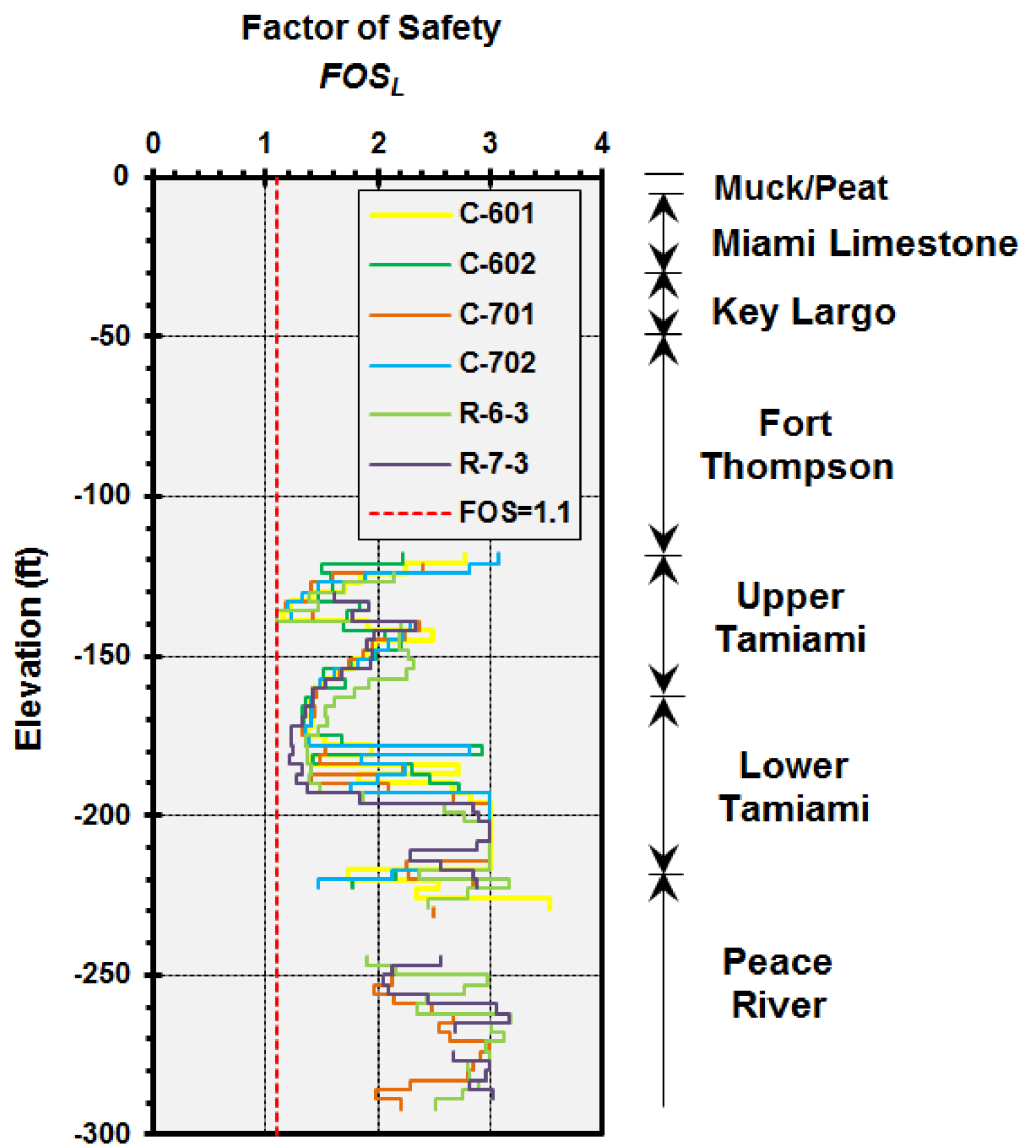 Factor of Safety
FOSL
0 1 2 3 4
0
-50
-100
-150
-200
-250
-300
Elevation (ft)
C-601
C-602
C-701
C-702
R-6-3
R-7-3
FOS=1.1
Muck/Peat
Miami Limestone
Key Largo
Fort
Thompson
Upper
Tamiami
Lower
Tamiami
Peace
River